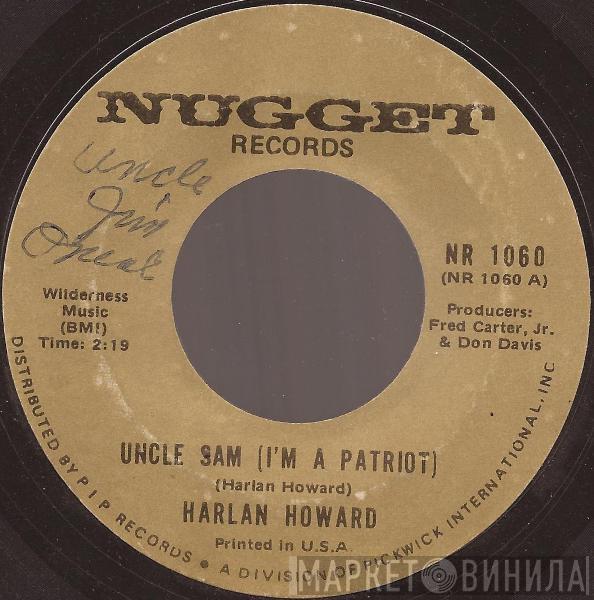 NUGGET
RECORDS
Uncle
Jim
Oneal
NR 1060
(NR 1060 A)
Wilderness
Music
(BM!)
Time: 2:19
Producers:
Fred Carter, Jr.
& Don Davis
UNCLE SAM (I'M A PATRIOT)
(Harlan Howard)
HARLAN HOWARD
Printed in U.S.A.
DISTRIBUTED BY P I P RECORDS • A DIVISION OF PICKWICK INTERNATIONAL, INC
МАРКЕТ ВИНИЛА